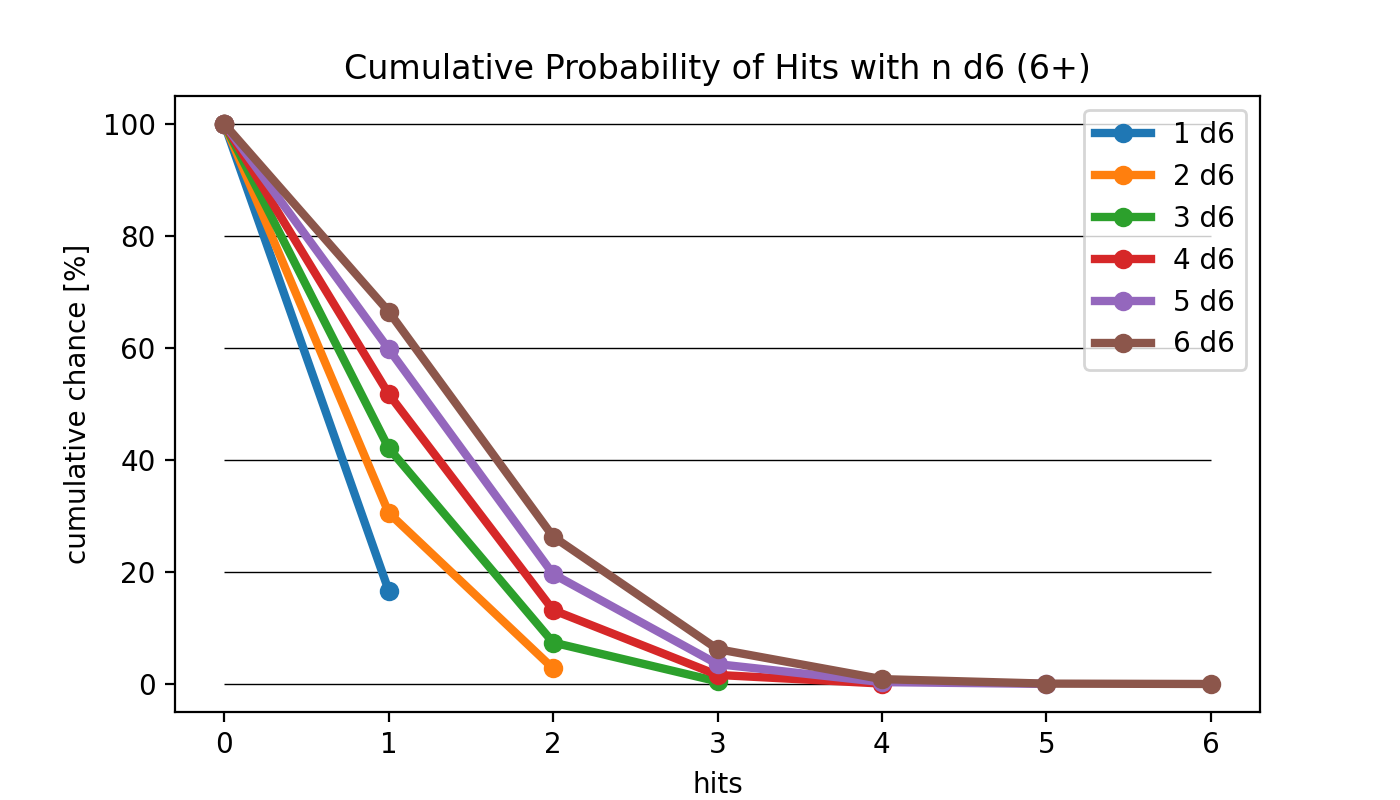 Cumulative Probability of Hits with n d6 (6+)
100
80
60
40
20
0
cumulative chance [%]
1 d6
2 d6
3 d6
4 d6
5 d6
6 d6
0 1 2 3 4 5 6
hits